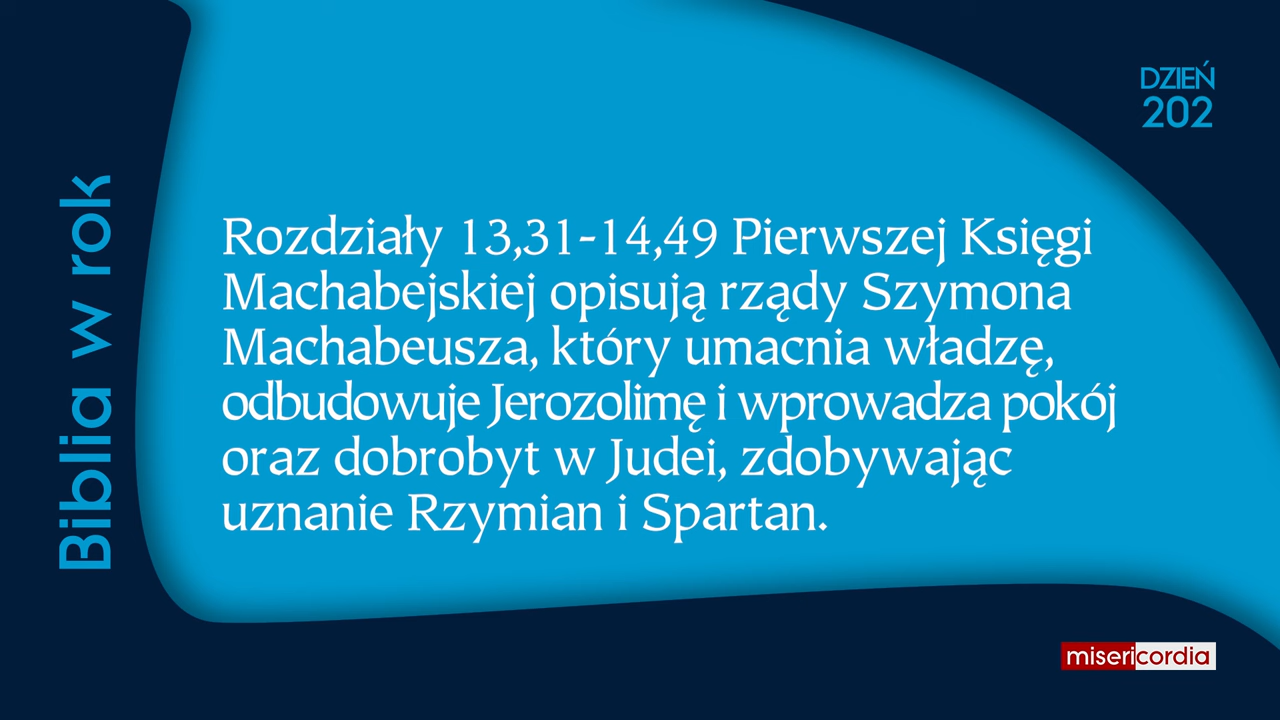 DZIEŃ
202
Biblia w rok
Rozdziały 13,31-14,49 Pierwszej Księgi
Machabejskiej opisują rządy Szymona
Machabeusza, który umacnia władzę,
odbudowuje Jerozolimę i wprowadza pokój
oraz dobrobyt w Judei, zdobywając
uznanie Rzymian i Spartan.
misericordia